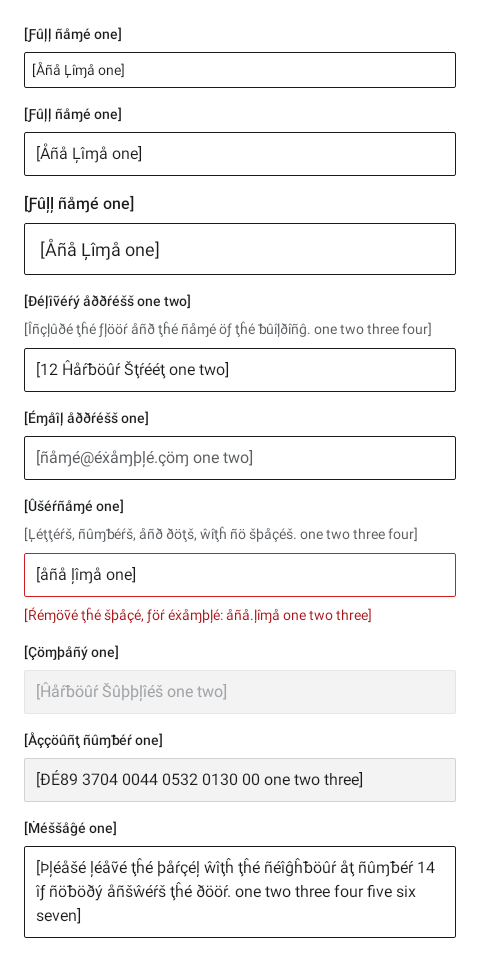 [Ƒûļļ ñåɱé one]
[Åñå Ļîɱå one]
[Ƒûļļ ñåɱé one]
[Åñå Ļîɱå one]
[Ƒûļļ ñåɱé one]
[Åñå Ļîɱå one]
[Ðéļîṽéŕý åððŕéšš one two]
[Îñçļûðé ţĥé ƒļööŕ åñð ţĥé ñåɱé öƒ ţĥé ƀûîļðîñĝ. one two three four]
[12 Ĥåŕƀöûŕ Šţŕééţ one two]
[Éɱåîļ åððŕéšš one]
[ñåɱé@éẋåɱþļé.çöɱ one two]
[Ûšéŕñåɱé one]
[Ļéţţéŕš, ñûɱƀéŕš, åñð ðöţš, ŵîţĥ ñö šþåçéš. one two three four]
[åñå ļîɱå one]
[Ŕéɱöṽé ţĥé šþåçé, ƒöŕ éẋåɱþļé: åñå.ļîɱå one two three]
[Çöɱþåñý one]
[Ĥåŕƀöûŕ Šûþþļîéš one two]
[Åççöûñţ ñûɱƀéŕ one]
[ÐÉ89 3704 0044 0532 0130 00 one two three]
[Ṁéššåĝé one]
[Þļéåšé ļéåṽé ţĥé þåŕçéļ ŵîţĥ ţĥé ñéîĝĥƀöûŕ åţ ñûɱƀéŕ 14
îƒ ñöƀöðý åñšŵéŕš ţĥé ðööŕ. one two three four five six
seven]